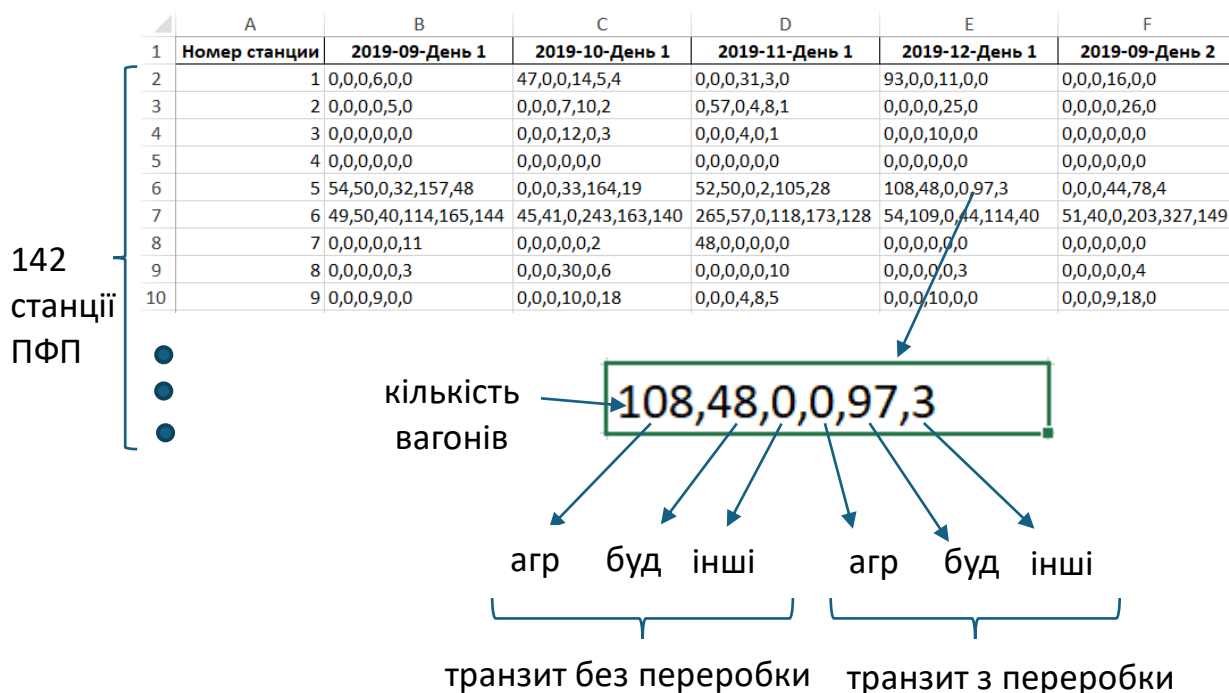 A B C D E F
1 Номер станции 2019-09-День 1 2019-10-День 1 2019-11-День 1 2019-12-День 1 2019-09-День 2
2 1 0,0,0,6,0,0 47,0,0,14,5,4 0,0,0,31,3,0 93,0,0,11,0,0 0,0,0,16,0,0
3 2 0,0,0,0,5,0 0,0,0,7,10,2 0,57,0,4,8,1 0,0,0,0,25,0 0,0,0,0,26,0
4 3 0,0,0,0,0,0 0,0,0,12,0,3 0,0,0,4,0,1 0,0,0,10,0,0 0,0,0,0,0,0
5 4 0,0,0,0,0,0 0,0,0,0,0,0 0,0,0,0,0,0 0,0,0,0,0,0 0,0,0,0,0,0
6 5 54,50,0,32,157,48 0,0,0,33,164,19 52,50,0,2,105,28 108,48,0,0,97,3 0,0,0,44,78,4
7 6 49,50,40,114,165,144 45,41,0,243,163,140 265,57,0,118,173,128 54,109,0,44,114,40 51,40,0,203,327,149
8 7 0,0,0,0,0,11 0,0,0,0,0,2 48,0,0,0,0,0 0,0,0,0,0,0 0,0,0,0,0,0
9 8 0,0,0,0,0,3 0,0,0,30,0,6 0,0,0,0,0,10 0,0,0,0,0,3 0,0,0,0,0,4
10 9 0,0,0,9,0,0 0,0,0,10,0,18 0,0,0,4,8,5 0,0,0,10,0,0 0,0,0,9,18,0
142
станції
ПФП
кількість
вагонів
108,48,0,0,97,3
агр буд інші агр буд інші
транзит без переробки транзит з переробки